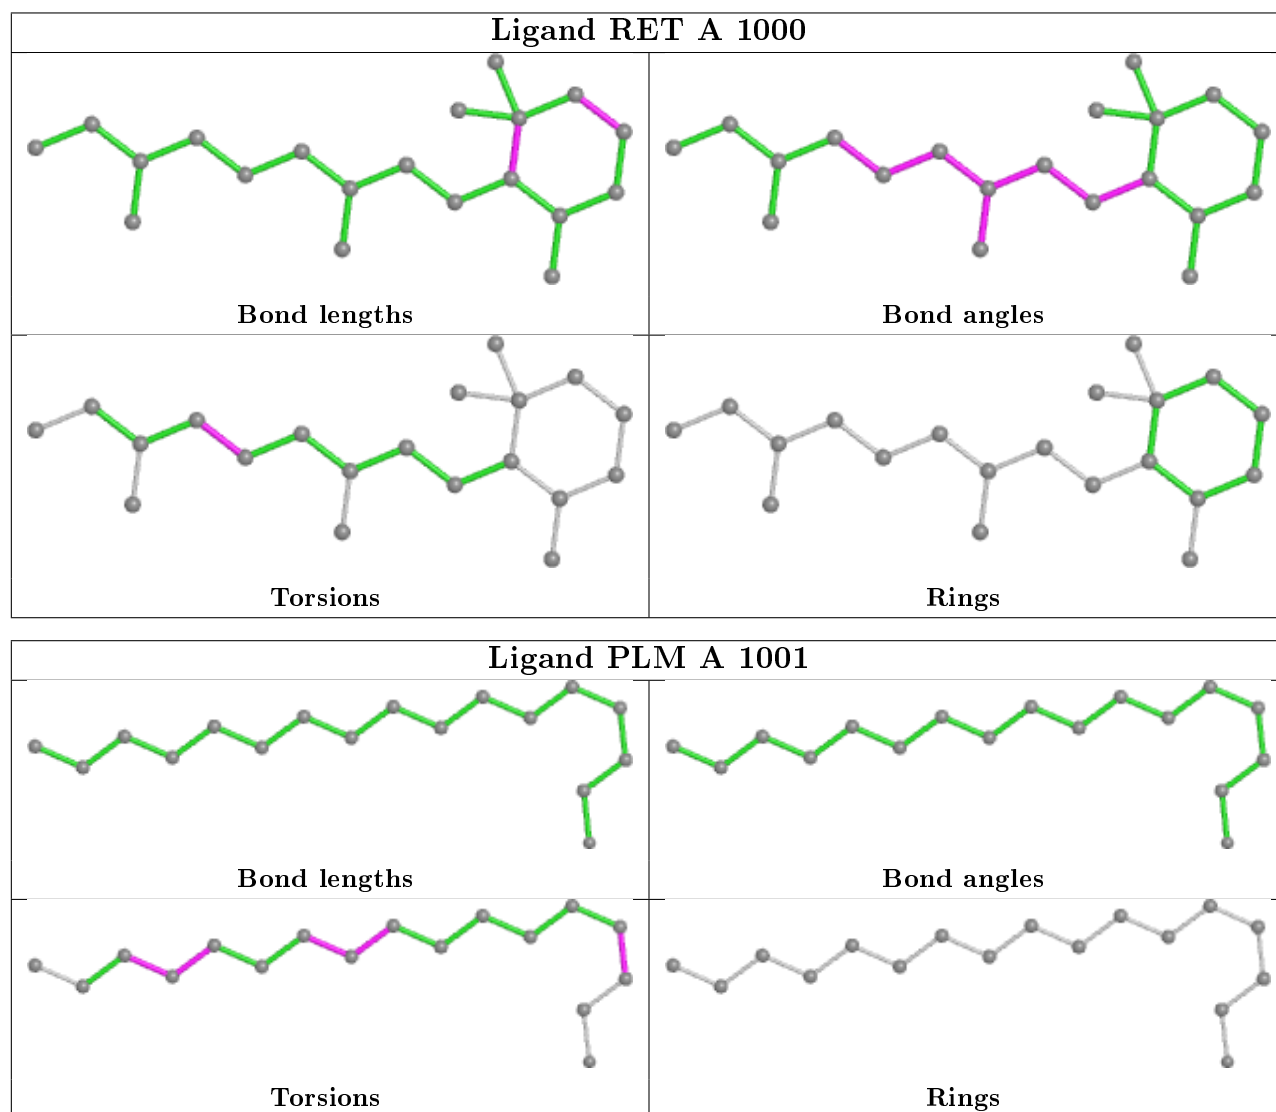 Ligand RET A 1000
Bond lengths
Bond angles
Torsions
Rings
Ligand PLM A 1001
Bond lengths
Bond angles
Torsions
Rings